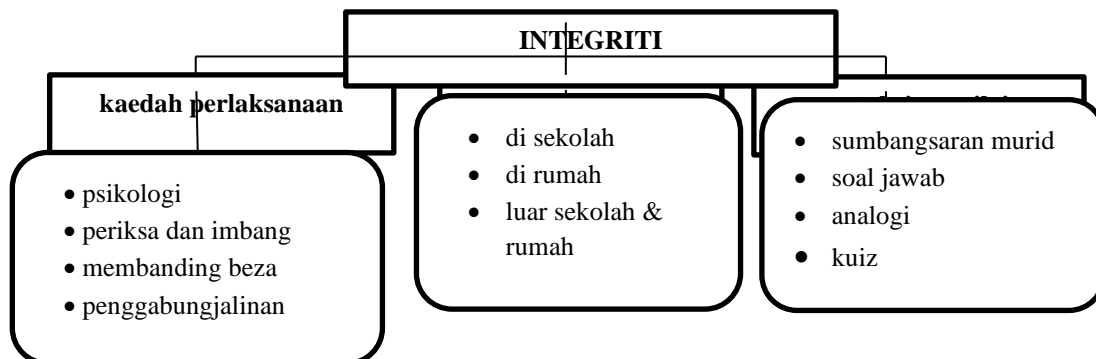 INTEGRITI
kaedah perlaksanaan
• psikologi
• periksa dan imbang
• membanding beza
• penggabungjalinan
• di sekolah
• di rumah
• luar sekolah &
rumah
• sumbangsaran murid
• soal jawab
• analogi
• kuiz